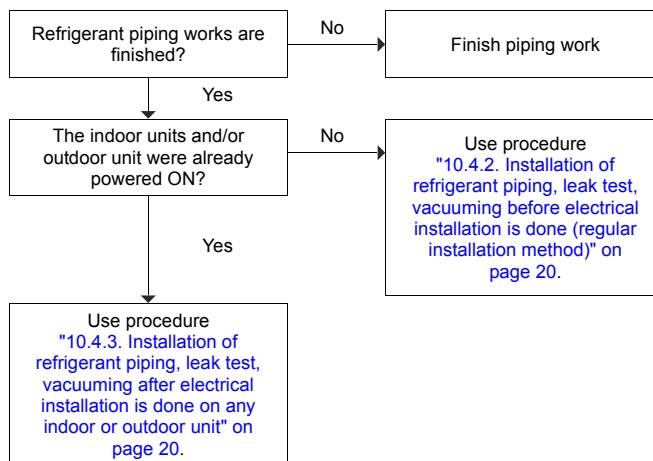 Refrigerant piping works are
finished?
No
Finish piping work
Yes
The indoor units and/or
outdoor unit were already
powered ON?
No
Use procedure
"10.4.2. Installation of
refrigerant piping, leak test,
vacuuming before electrical
installation is done (regular
installation method)" on
page 20.
Yes
Use procedure
"10.4.3. Installation of
refrigerant piping, leak test,
vacuuming after electrical
installation is done on any
indoor or outdoor unit" on
page 20.